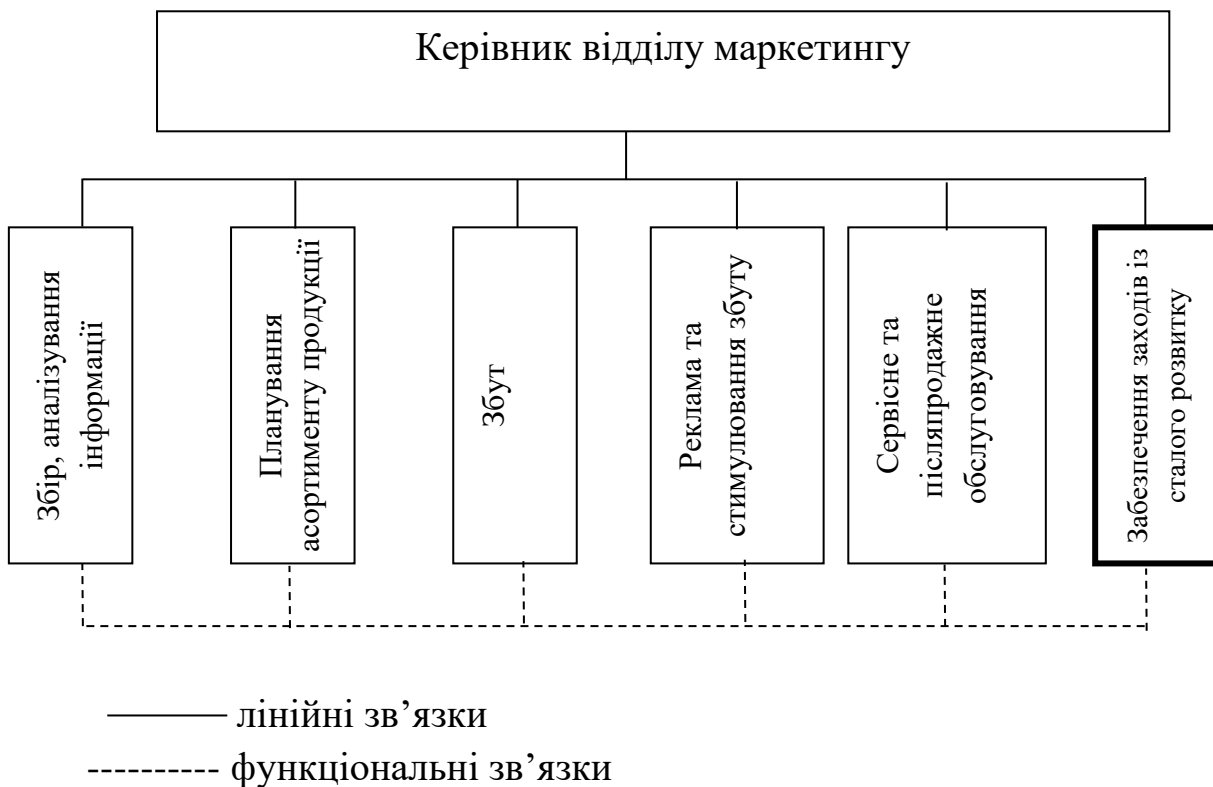 Керівник відділу маркетингу
Збір, аналізування
інформації
Планування
асортименту продукції
Збут
Реклама та
стимулювання збуту
Сервісне та
післяпродажне
обслуговування
Забезпечення заходів із
сталого розвитку
лінійні зв’язки
функціональні зв’язки